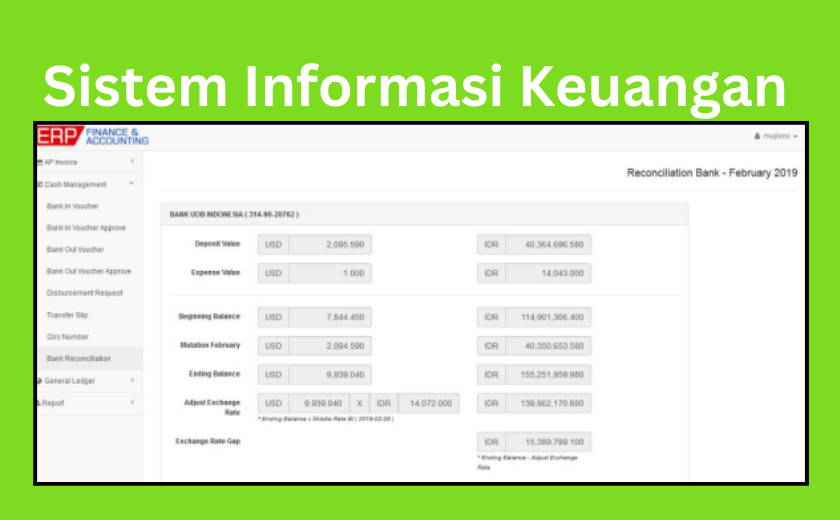 Sistem Informasi Keuangan
ERP FINANCE &
ACCOUNTING
mujiono
AP Invoice
Cash Management
Bank In Voucher
Bank In Voucher Approve
Bank Out Voucher
Bank Out Voucher Approve
Disbursement Request
Transfer Slip
Giro Number
Bank Reconciliation
General Ledger
Report
Reconciliation Bank - February 2019
BANK UOB INDONESIA ( 314-90-20762 )
Deposit Value USD 2,095.590 IDR 40,364,696.580
Expense Value USD 1.000 IDR 14,043.000
Beginning Balance USD 7,844.450 IDR 114,901,306.400
Mutation February USD 2,094.590 IDR 40,350,653.580
Ending Balance USD 9,939.040 IDR 155,251,959.980
Adjust Exchange Rate USD 9,939.040 X IDR 14,072.000 IDR 139,862,170.880
* Ending Balance x Middle Rate BI ( 2019-02-28 )
Exchange Rate Gap IDR 15,389,789.100
* Ending Balance - Adjust Exchange
Rate